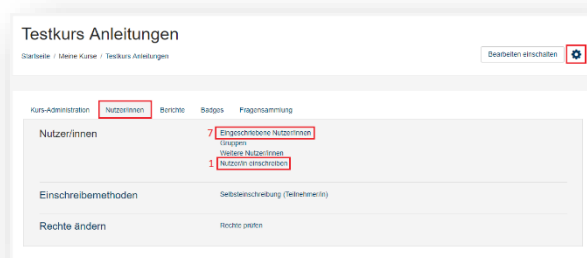 Testkurs Anleitungen
Startseite / Meine Kurse / Testkurs Anleitungen
Bearbeiten einschalten
Kurs-Administration Nutzer/innen Berichte Badges Fragensammlung
Nutzer/innen
7 Eingeschriebene Nutzer/innen
Gruppen
Weitere Nutzer/innen
1 Nutzer/in einschreiben
Einschreibemethoden Selbsteinschreibung (Teilnehmer/in)
Rechte ändern Rechte prüfen